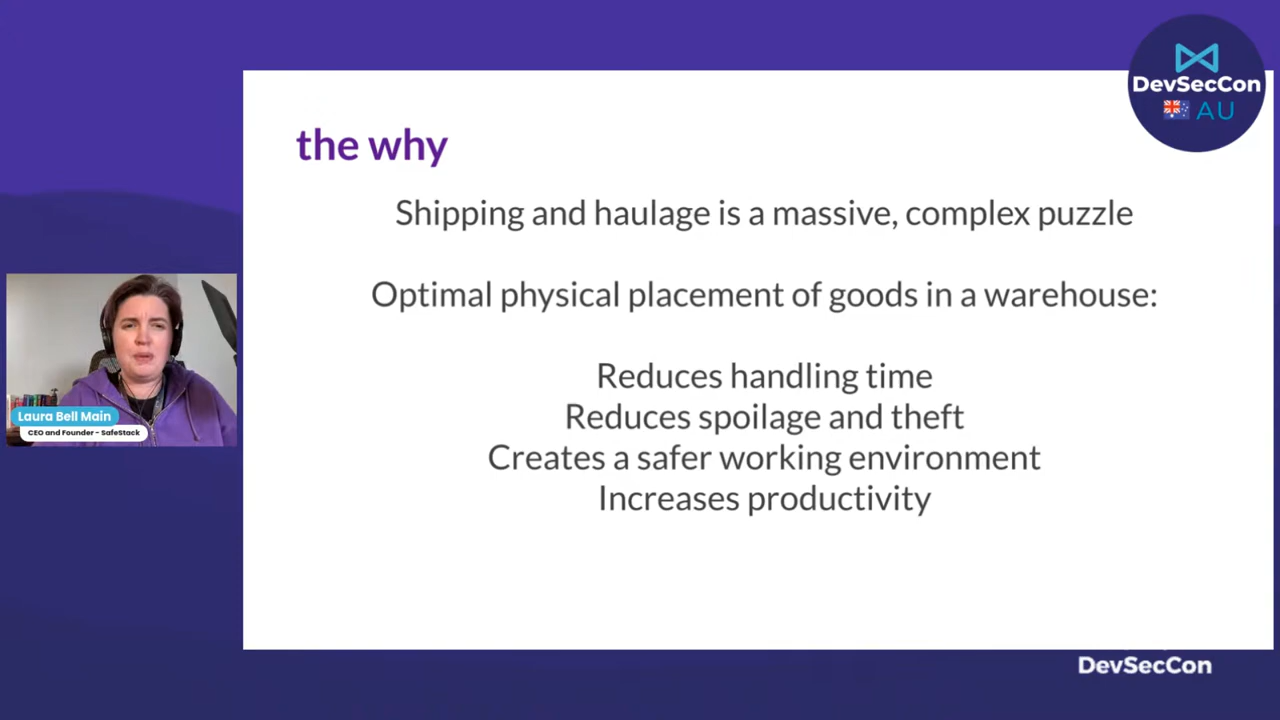 DevSecCon
AU
the why
Shipping and haulage is a massive, complex puzzle
Optimal physical placement of goods in a warehouse:
Reduces handling time
Reduces spoilage and theft
Creates a safer working environment
Increases productivity
Laura Bell Main
CEO and Founder - SafeStack
DevSecCon